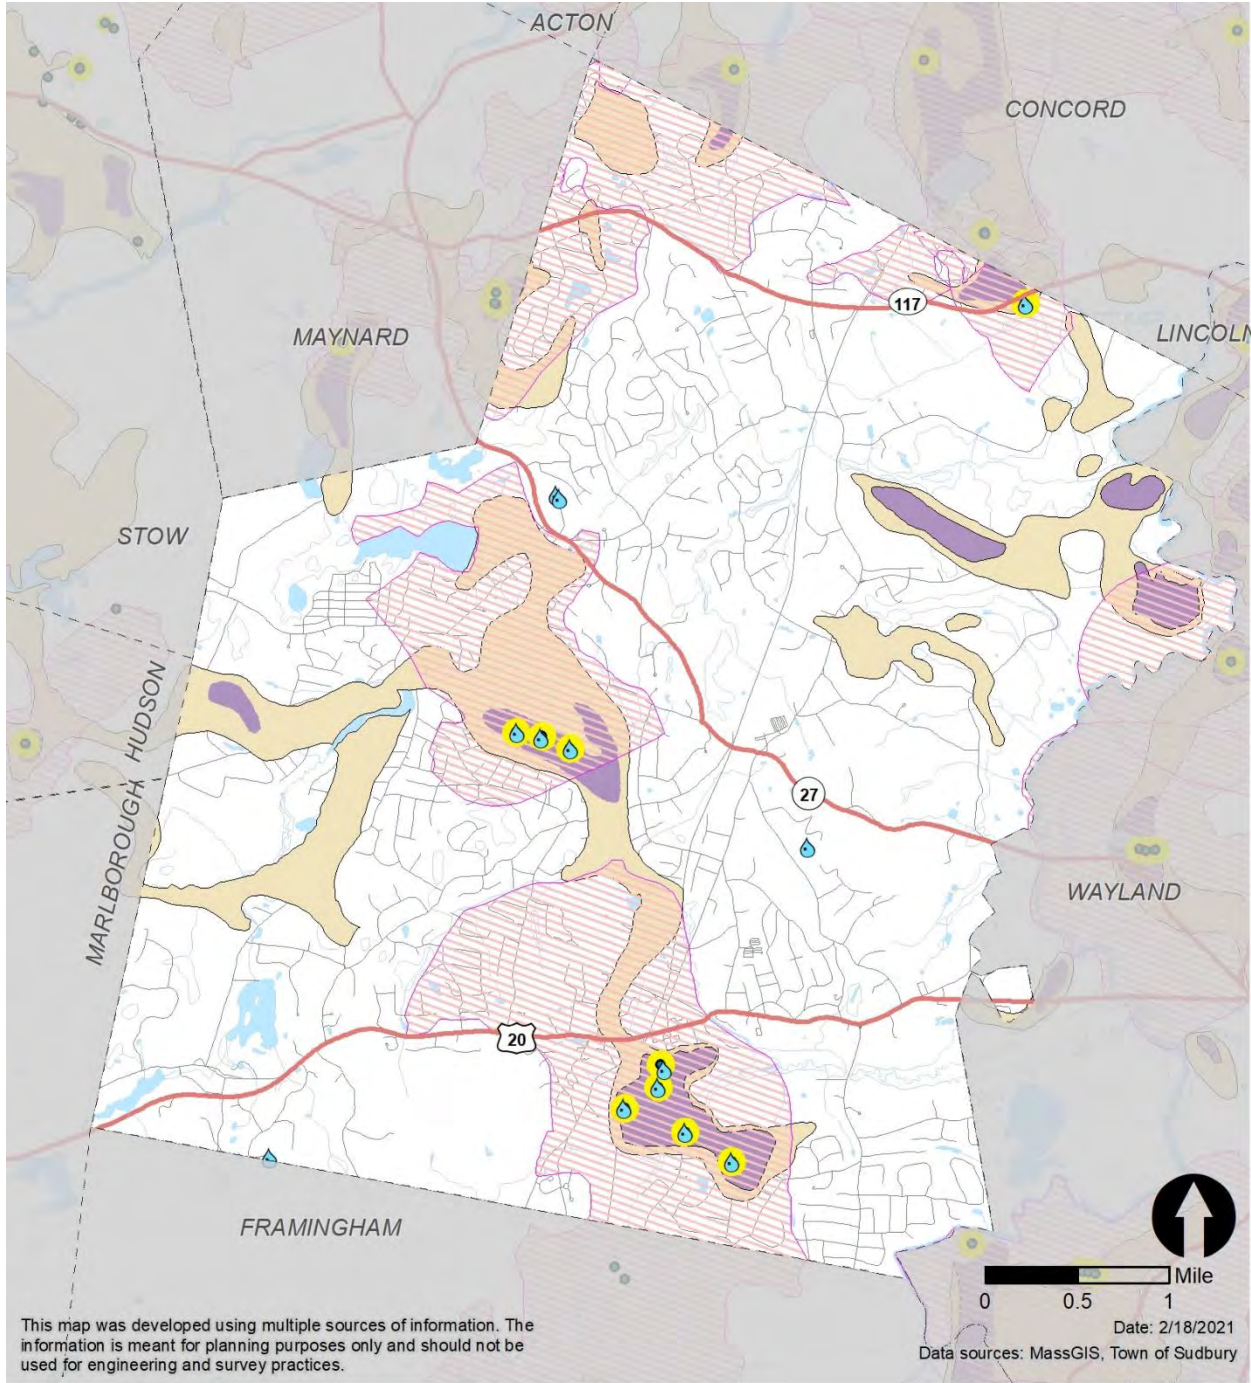 ACTON
CONCORD
117
LINCOLN
MAYNARD
STOW
HUDSON
MARLBOROUGH
27
WAYLAND
20
FRAMINGHAM
Mile
0 0.5 1
This map was developed using multiple sources of information. The
information is meant for planning purposes only and should not be
used for engineering and survey practices.
Date: 2/18/2021
Data sources: MassGIS, Town of Sudbury